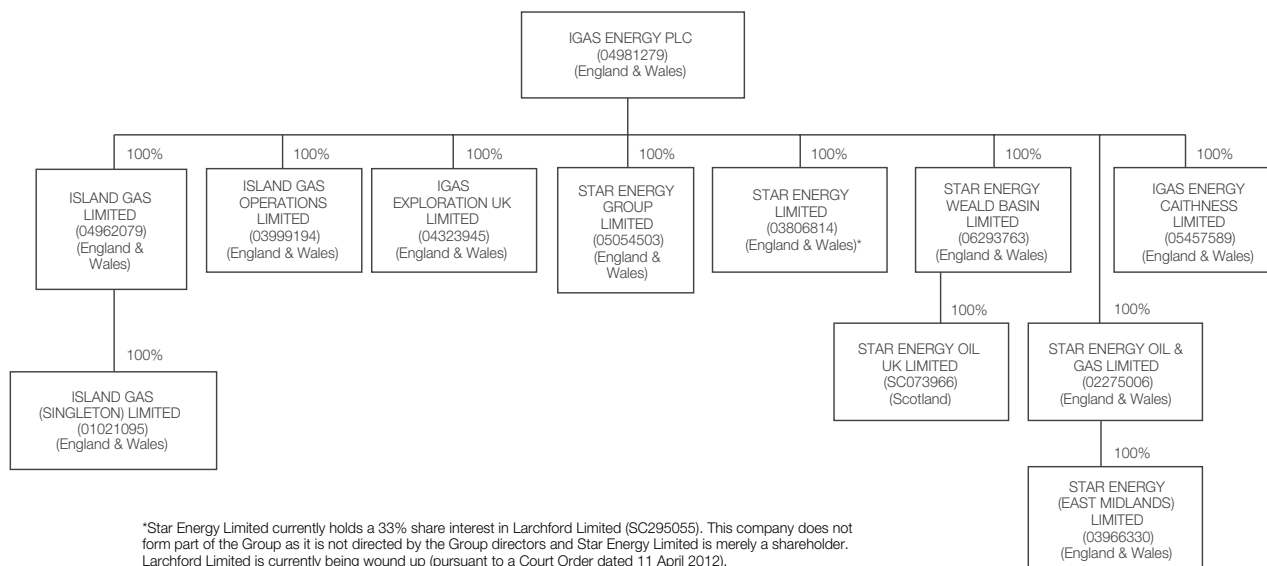 IGAS ENERGY PLC
(04981279)
(England & Wales)
100%
100%
100%
100%
100%
100%
100%
ISLAND GAS
LIMITED
(04962079)
(England &
Wales)
ISLAND GAS
OPERATIONS
LIMITED
(03999194)
(England & Wales)
IGAS
EXPLORATION UK
LIMITED
(04323945)
(England & Wales)
STAR ENERGY
GROUP
LIMITED
(05054503)
(England &
Wales)
STAR ENERGY
LIMITED
(03806814)
(England & Wales)*
STAR ENERGY
WEALD BASIN
LIMITED
(06293763)
(England & Wales)
IGAS ENERGY
CAITHNESS
LIMITED
(05457589)
(England & Wales)
100%
100%
100%
ISLAND GAS
(SINGLETON) LIMITED
(01021095)
(England & Wales)
STAR ENERGY OIL
UK LIMITED
(SC073966)
(Scotland)
STAR ENERGY OIL &
GAS LIMITED
(02275006)
(England & Wales)
100%
STAR ENERGY
(EAST MIDLANDS)
LIMITED
(03966330)
(England & Wales)
*Star Energy Limited currently holds a 33% share interest in Larchford Limited (SC295055). This company does not
form part of the Group as it is not directed by the Group directors and Star Energy Limited is merely a shareholder.
Larchford Limited is currently being wound up (pursuant to a Court Order dated 11 April 2012).